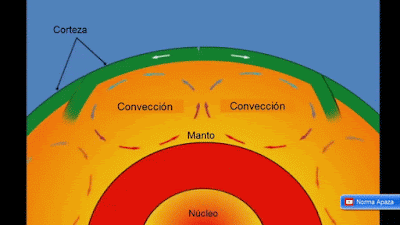 Corteza
Convección
Convección
Manto
Núcleo
Norma Apaza